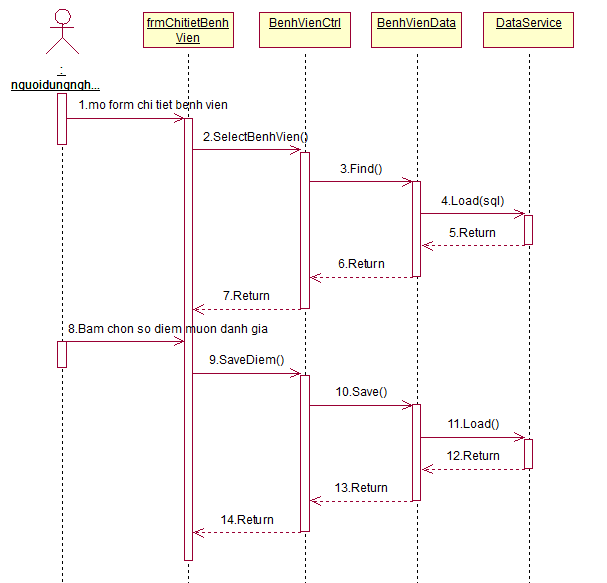 frmChitietBenh
Vien
BenhVienCtrl
BenhVienData
DataService
:
nguoidungngh...
1.mo form chi tiet benh vien
2.SelectBenhVien()
3.Find()
4.Load(sql)
5.Return
6.Return
7.Return
8.Bam chon so diem muon danh gia
9.SaveDiem()
10.Save()
11.Load()
12.Return
13.Return
14.Return